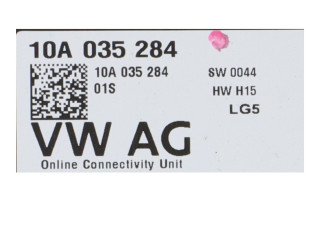 10A 035 284
10A 035 284
01S
SW 0044
HW H15
LG5
VW AG
Online Connectivity Unit